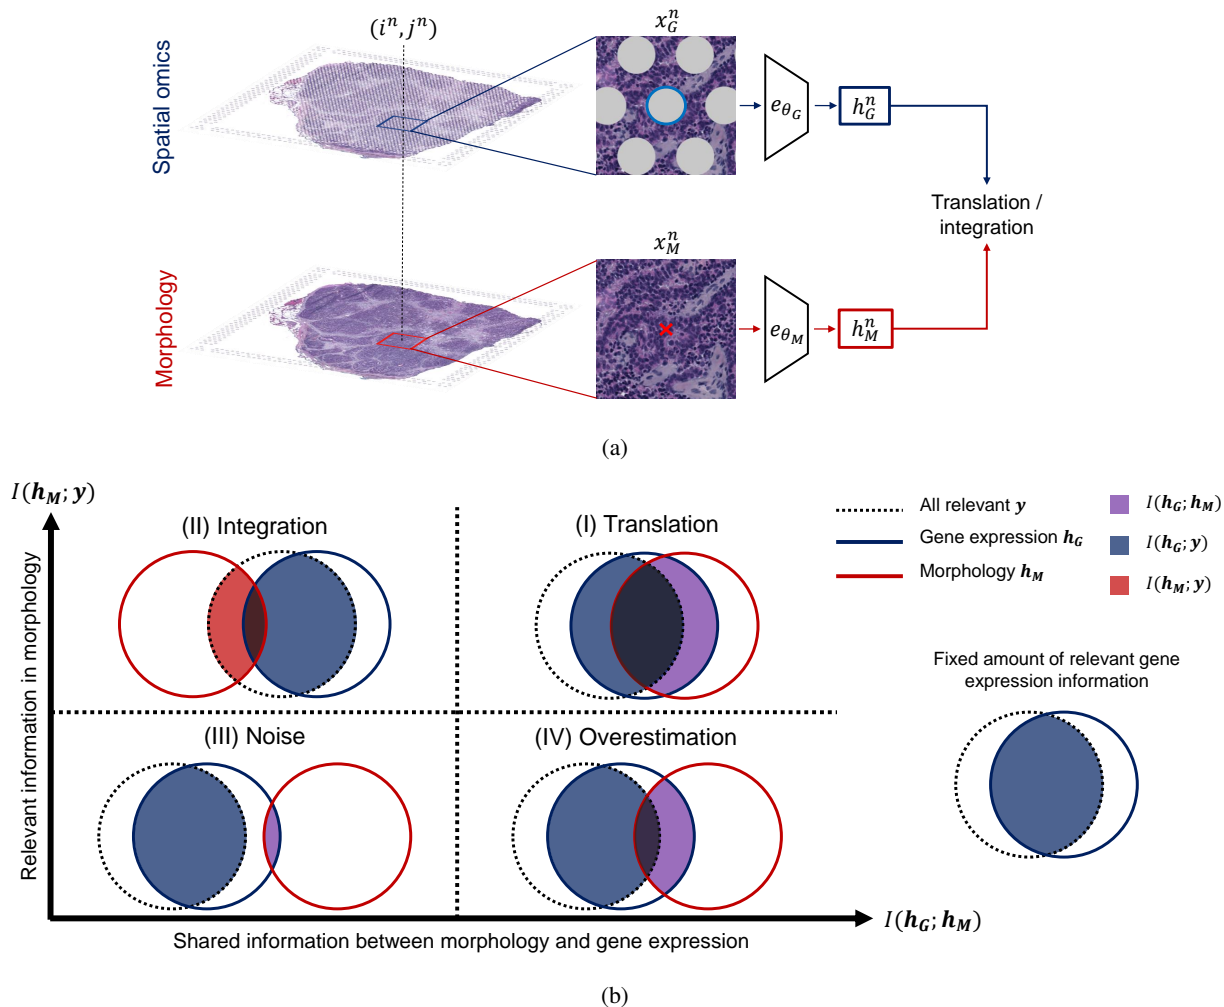 (iⁿ, jⁿ)
Spatial omics
x_Gⁿ
e_θ_G
h_Gⁿ
Translation /
integration
Morphology
x_Mⁿ
e_θ_M
h_Mⁿ
(a)
I(h_M; y)
Relevant information in morphology
(II) Integration
(I) Translation
(III) Noise
(IV) Overestimation
Shared information between morphology and gene expression
I(h_G; h_M)
All relevant y
Gene expression h_G
Morphology h_M
I(h_G; h_M)
I(h_G; y)
I(h_M; y)
Fixed amount of relevant gene
expression information
(b)